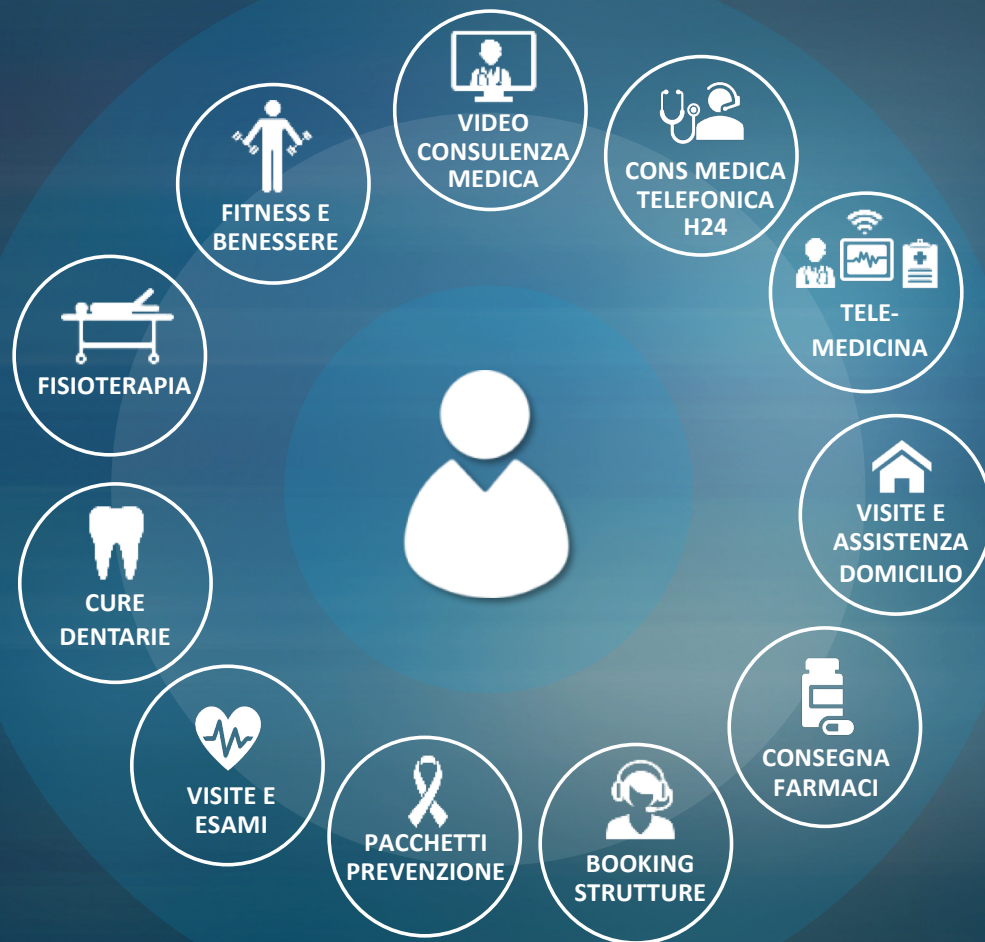 VIDEO
CONSULENZA
MEDICA
CONS MEDICA
TELEFONICA
H24
TELE-
MEDICINA
VISITE E
ASSISTENZA
DOMICILIO
CONSEGNA
FARMACI
BOOKING
STRUTTURE
PACCHETTI
PREVENZIONE
VISITE E
ESAMI
CURE
DENTARIE
FISIOTERAPIA
FITNESS E
BENESSERE